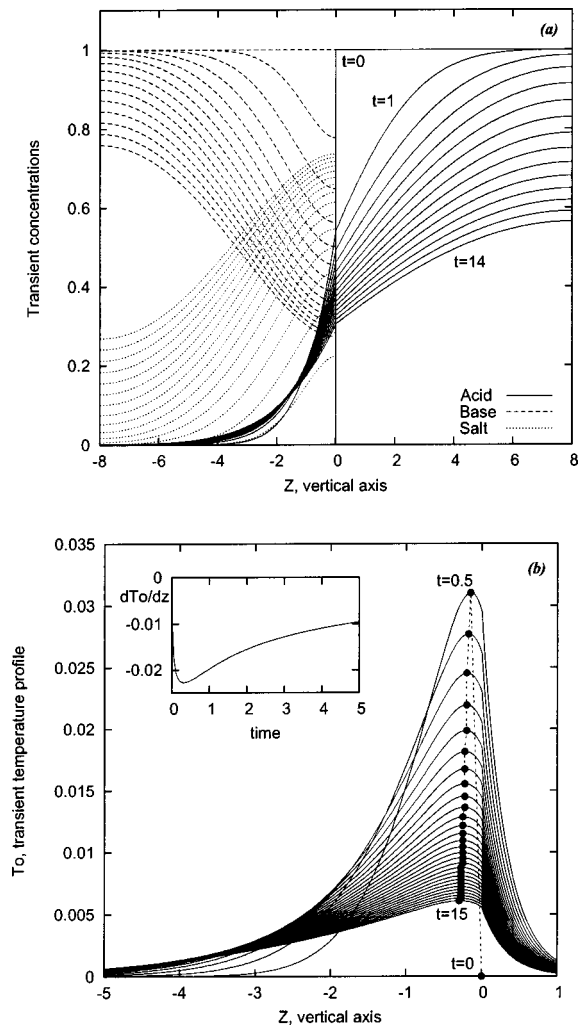 (a)
Transient concentrations
1
0.8
0.6
0.4
0.2
0
t=0
t=1
t=14
Acid
Base
Salt
-8 -6 -4 -2 0 2 4 6 8
Z, vertical axis
(b)
To, transient temperature profile
0.035
0.03
0.025
0.02
0.015
0.01
0.005
0
t=0.5
t=15
t=0
0
dTo/dz
-0.01
-0.02
0 1 2 3 4 5
time
-5 -4 -3 -2 -1 0 1
Z, vertical axis